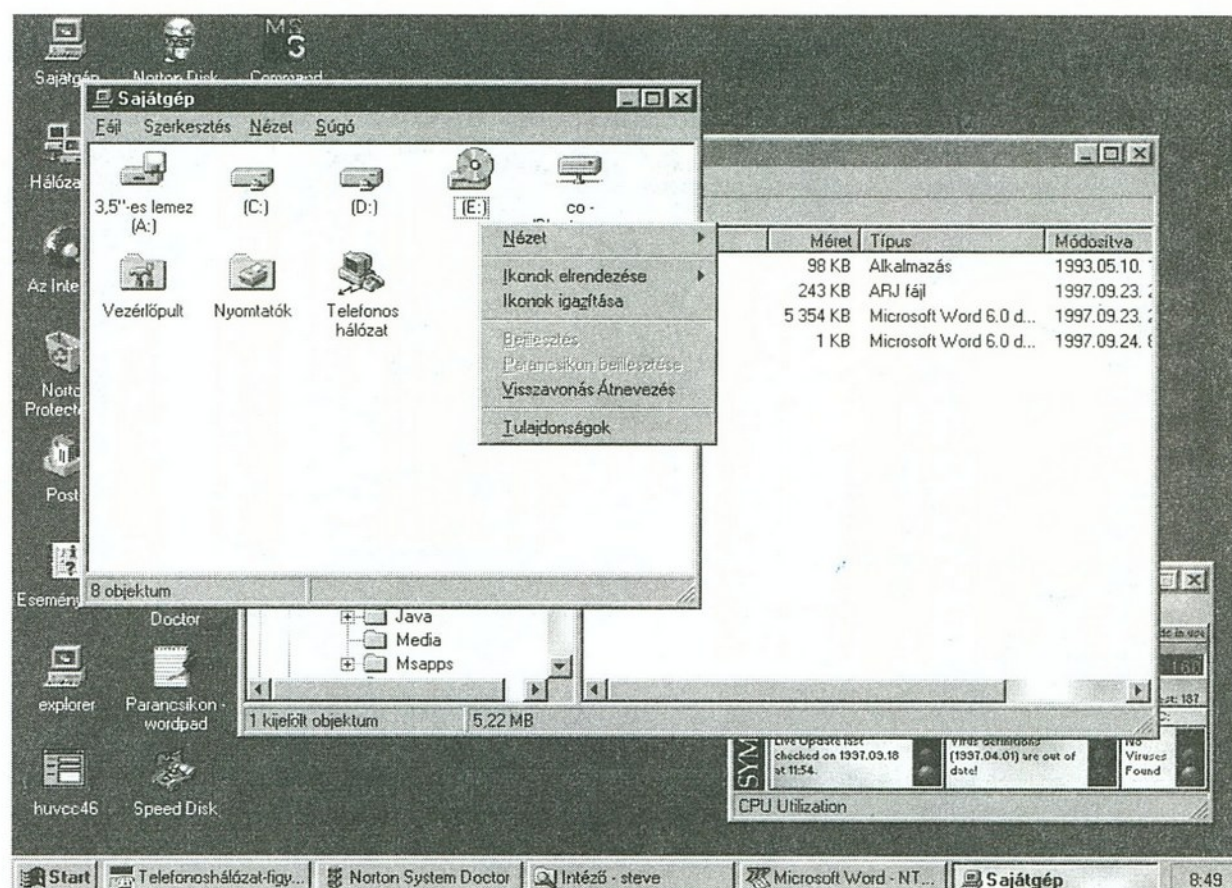 Sajátgép
Norton Disk
MS
Command
Sajátgép
Fájl Szerkesztés Nézet Súgó
3,5''-es lemez (A:)
(C:)
(D:)
(E:)
co -
Vezérlőpult
Nyomtatók
Telefonos hálózat
Nézet
Ikonok elrendezése
Ikonok igazítása
Beillesztés
Parancsikon beillesztése
Visszavonás Átnevezés
Tulajdonságok
8 objektum
Méret Típus Módosítva
98 KB Alkalmazás 1993.05.10.
243 KB ARJ fájl 1997.09.23.
5 354 KB Microsoft Word 6.0 d... 1997.09.23.
1 KB Microsoft Word 6.0 d... 1997.09.24.
Az Inte
Post
Doctor
explorer
Parancsikon - wordpad
huvcc46
Speed Disk
Java
Media
Msapps
1 kijelölt objektum 5,22 MB
160
187
SYM
Live Update last
checked on 1997.09.18
at 11:54.
Virus definitions
(1997.04.01) are out of
date!
No
Viruses
Found
CPU Utilization
Start
Telefonoshálózat-figy...
Norton System Doctor
Intéző - steve
Microsoft Word - NT...
Sajátgép
8:49